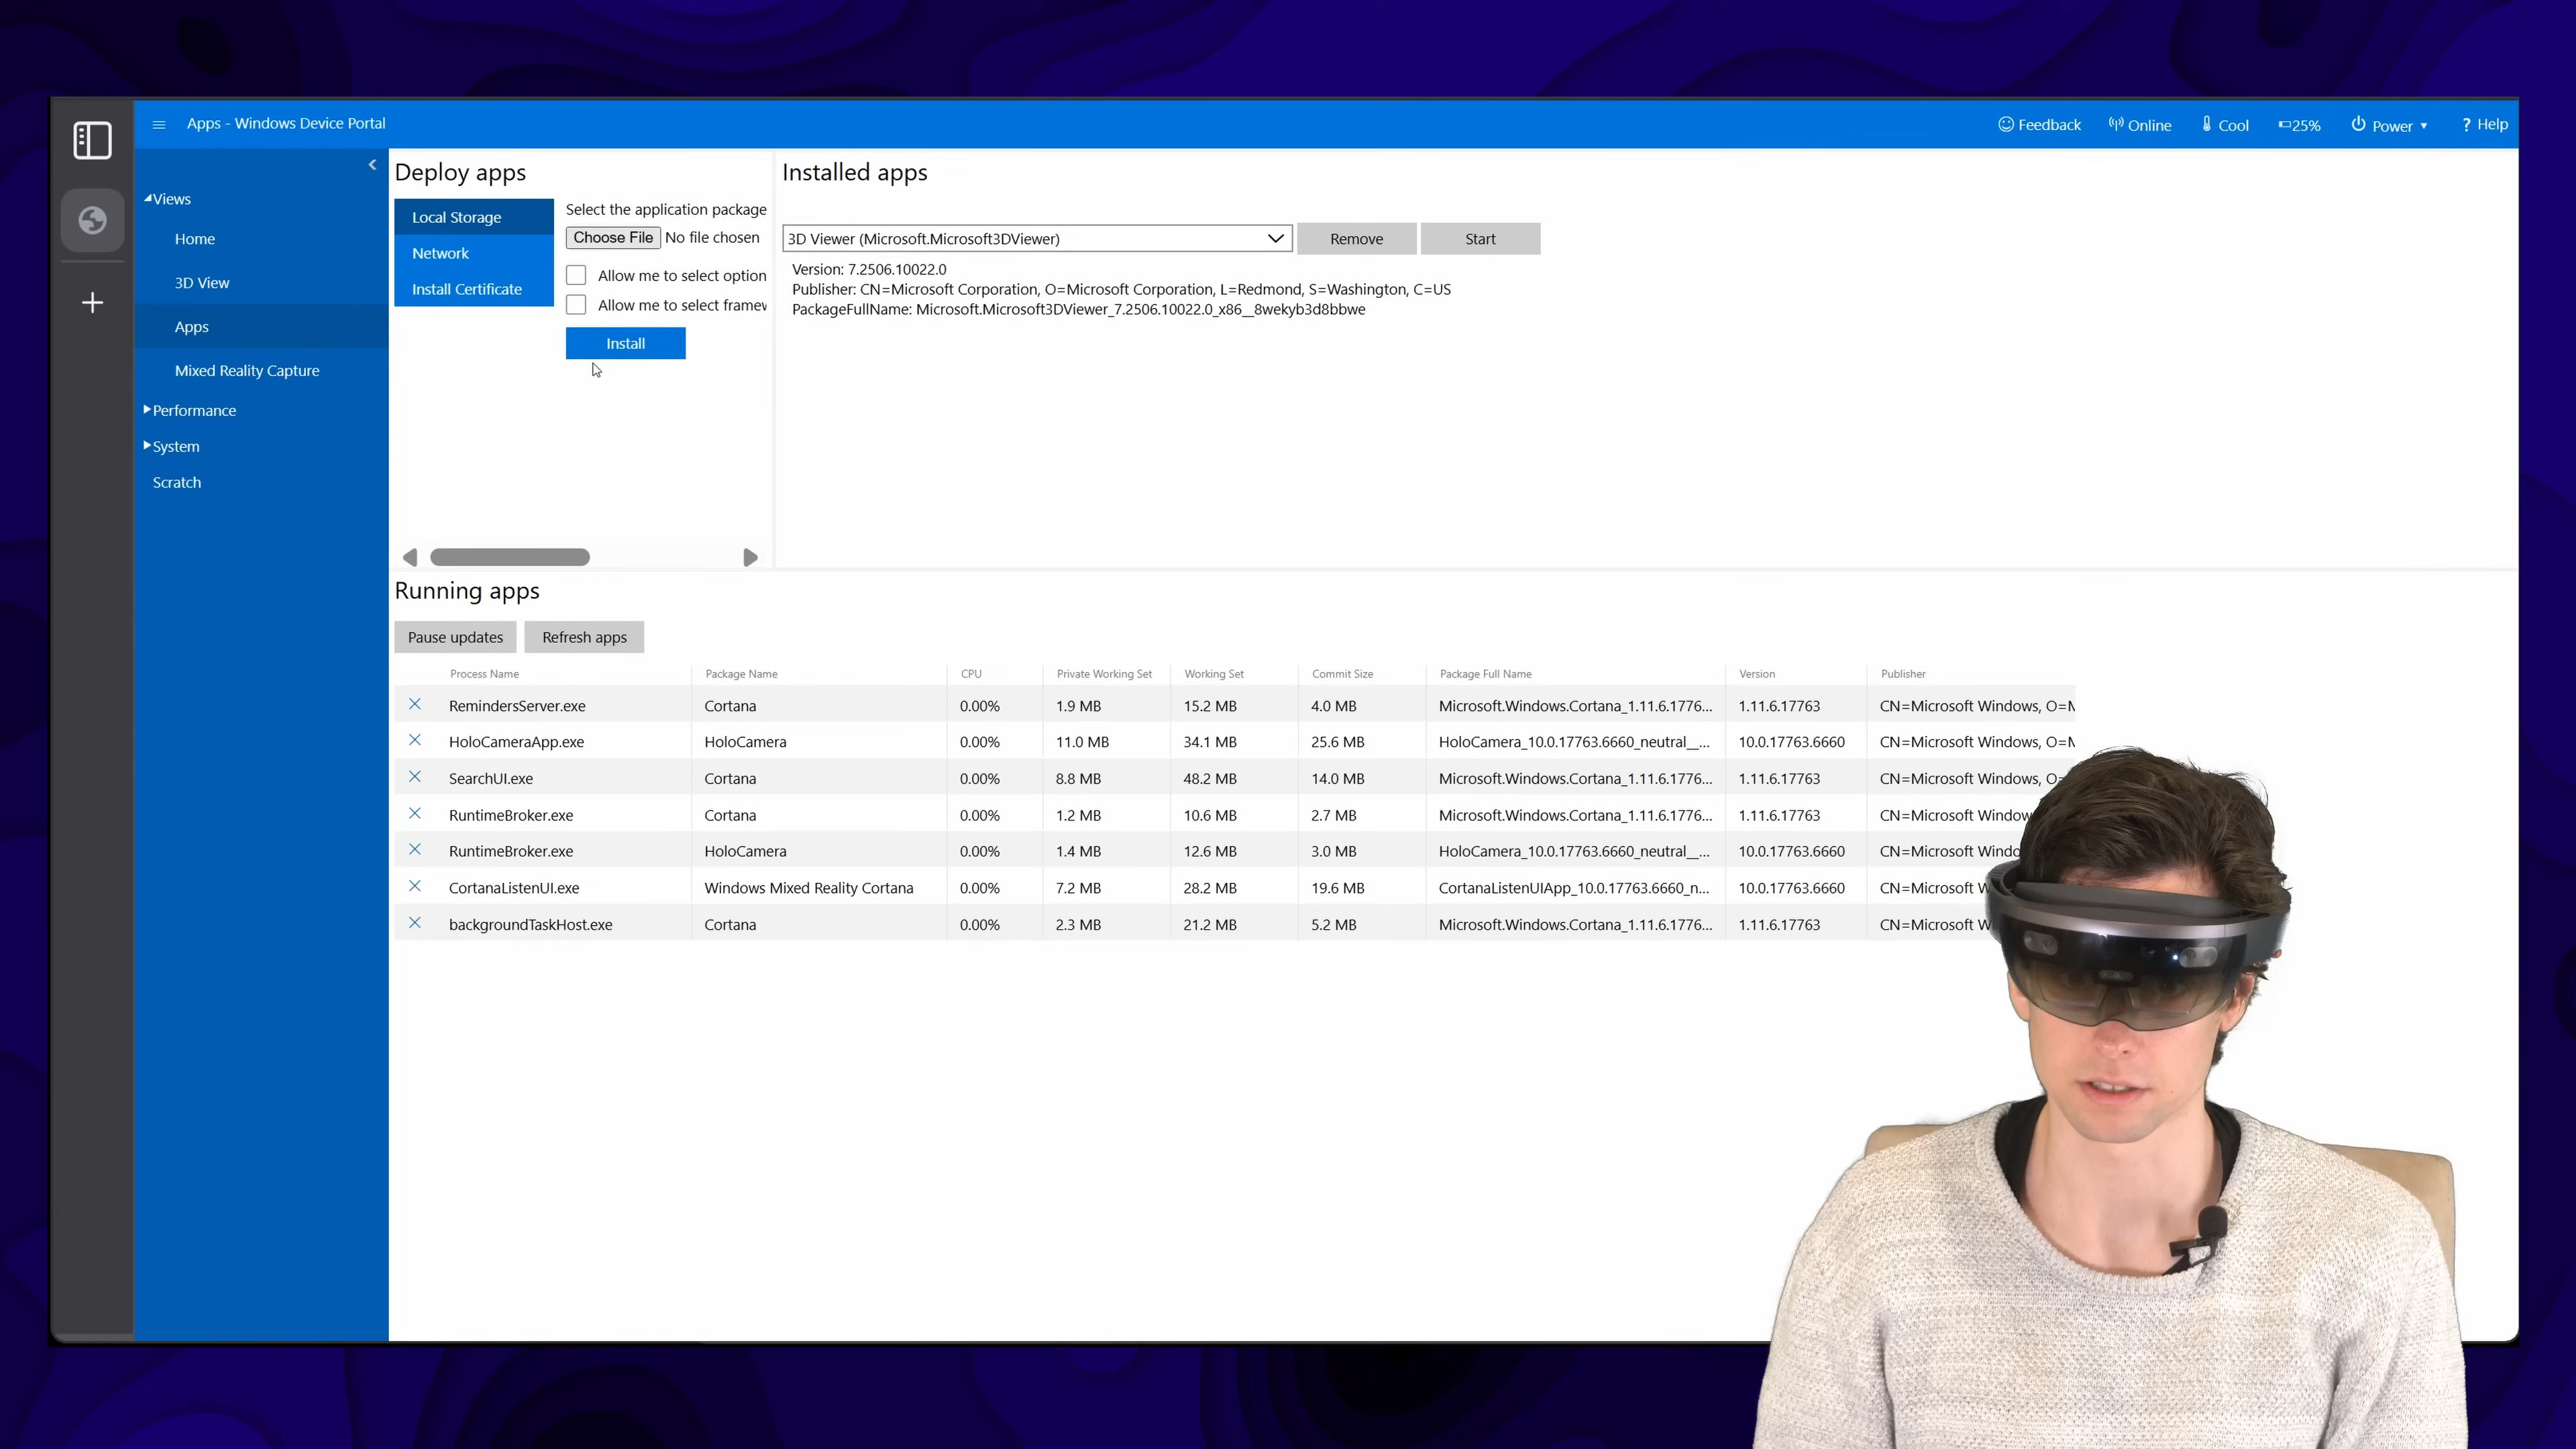 Apps - Windows Device Portal
Feedback
Online
Cool
25%
Power
? Help
Views
Home
3D View
Apps
Mixed Reality Capture
Performance
System
Scratch
Deploy apps
Local Storage
Network
Install Certificate
Select the application package
Choose File No file chosen
Allow me to select option
Allow me to select framew
Install
Installed apps
3D Viewer (Microsoft.Microsoft3DViewer)
Remove
Start
Version: 7.2506.10022.0
Publisher: CN=Microsoft Corporation, O=Microsoft Corporation, L=Redmond, S=Washington, C=US
PackageFullName: Microsoft.Microsoft3DViewer_7.2506.10022.0_x86__8wekyb3d8bbwe
Running apps
Pause updates
Refresh apps
Process Name Package Name CPU Private Working Set Working Set Commit Size Package Full Name Version Publisher
RemindersServer.exe Cortana 0.00% 1.9 MB 15.2 MB 4.0 MB Microsoft.Windows.Cortana_1.11.6.1776... 1.11.6.17763 CN=Microsoft Windows, O=M
HoloCameraApp.exe HoloCamera 0.00% 11.0 MB 34.1 MB 25.6 MB HoloCamera_10.0.17763.6660_neutral__... 10.0.17763.6660 CN=Microsoft Windows, O=M
SearchUI.exe Cortana 0.00% 8.8 MB 48.2 MB 14.0 MB Microsoft.Windows.Cortana_1.11.6.1776... 1.11.6.17763 CN=Microsoft Windows, O=
RuntimeBroker.exe Cortana 0.00% 1.2 MB 10.6 MB 2.7 MB Microsoft.Windows.Cortana_1.11.6.1776... 1.11.6.17763 CN=Microsoft Window
RuntimeBroker.exe HoloCamera 0.00% 1.4 MB 12.6 MB 3.0 MB HoloCamera_10.0.17763.6660_neutral__... 10.0.17763.6660 CN=Microsoft Windo
CortanaListenUI.exe Windows Mixed Reality Cortana 0.00% 7.2 MB 28.2 MB 19.6 MB CortanaListenUIApp_10.0.17763.6660_n... 10.0.17763.6660 CN=Microsoft W
backgroundTaskHost.exe Cortana 0.00% 2.3 MB 21.2 MB 5.2 MB Microsoft.Windows.Cortana_1.11.6.1776... 1.11.6.17763 CN=Microsoft Wi